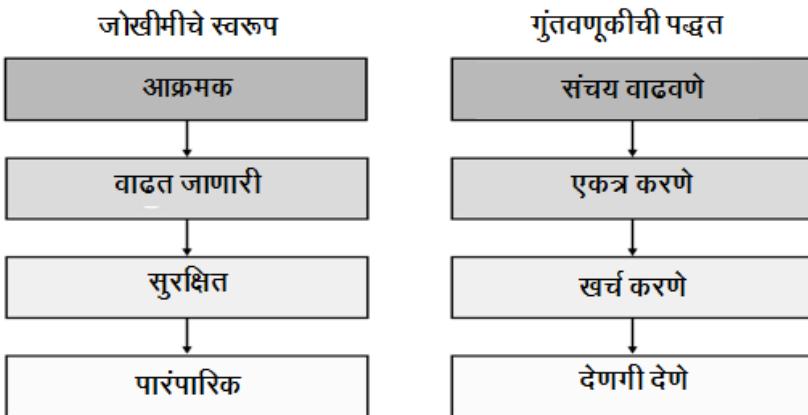 जोखीमीचे स्वरूप
आक्रमक
वाढत जाणारी
सुरक्षित
पारंपारिक
गुंतवणूकीची पद्धत
संचय वाढवणे
एकत्र करणे
खर्च करणे
देणगी देणे